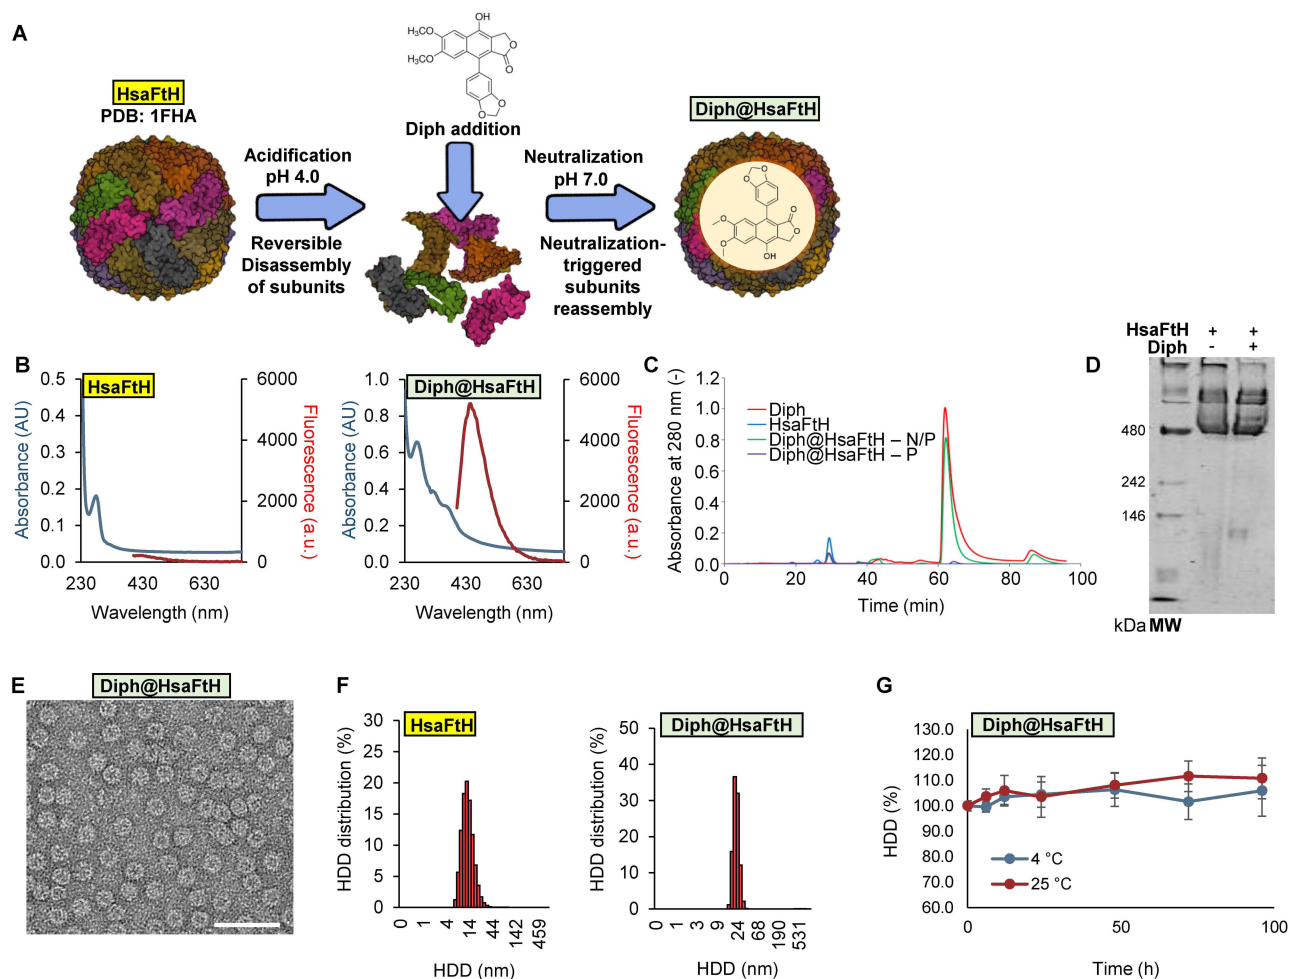 A
HsaFtH
PDB: 1FHA
Acidification
pH 4.0
Reversible
Disassembly
of subunits
OH
H₃CO
H₃CO
O
O
O
O
Diph addition
Neutralization
pH 7.0
Neutralization-
triggered
subunits
reassembly
Diph@HsaFtH
O
O
O
O
O
O
OH
B
HsaFtH
Absorbance (AU)
0.5
0.4
0.3
0.2
0.1
0.0
6000
4000
2000
0
Fluorescence (a.u.)
230 430 630
Wavelength (nm)
Diph@HsaFtH
Absorbance (AU)
1.0
0.8
0.6
0.4
0.2
0.0
6000
4000
2000
0
Fluorescence (a.u.)
230 430 630
Wavelength (nm)
C
Absorbance at 280 nm (-)
1.2
1.0
0.8
0.6
0.4
0.2
0.0
Diph
HsaFtH
Diph@HsaFtH – N/P
Diph@HsaFtH – P
0 20 40 60 80 100
Time (min)
D
HsaFtH + +
Diph - +
480
242
146
kDa MW
E
Diph@HsaFtH
F
HsaFtH
HDD distribution (%)
30
25
20
15
10
5
0
0 1 4 14 44 142 459
HDD (nm)
Diph@HsaFtH
HDD distribution (%)
50
40
30
20
10
0
0 1 3 9 24 68 190 531
HDD (nm)
G
Diph@HsaFtH
HDD (%)
130.0
120.0
110.0
100.0
90.0
80.0
70.0
60.0
4 °C
25 °C
0 50 100
Time (h)